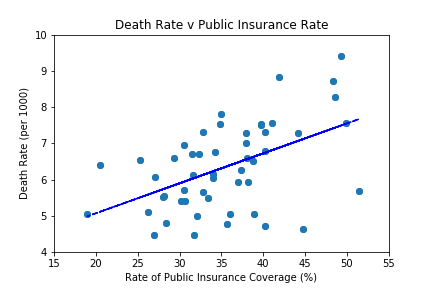 Death Rate v Public Insurance Rate
10
9
8
7
6
5
4
Death Rate (per 1000)
15 20 25 30 35 40 45 50 55
Rate of Public Insurance Coverage (%)